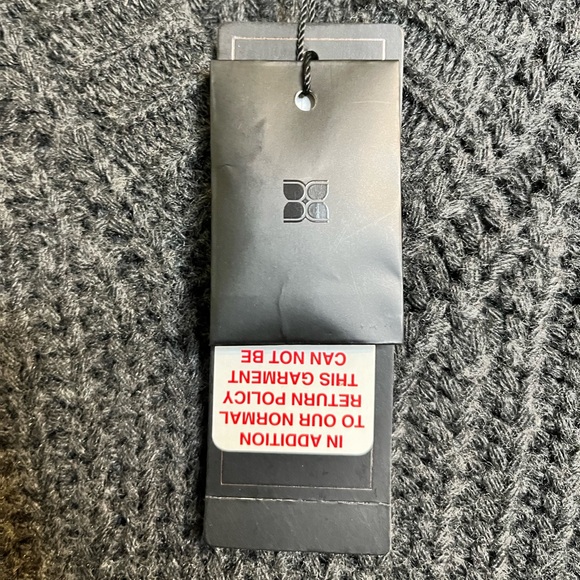 IN ADDITION
TO OUR NORMAL
RETURN POLICY
THIS GARMENT
CAN NOT BE